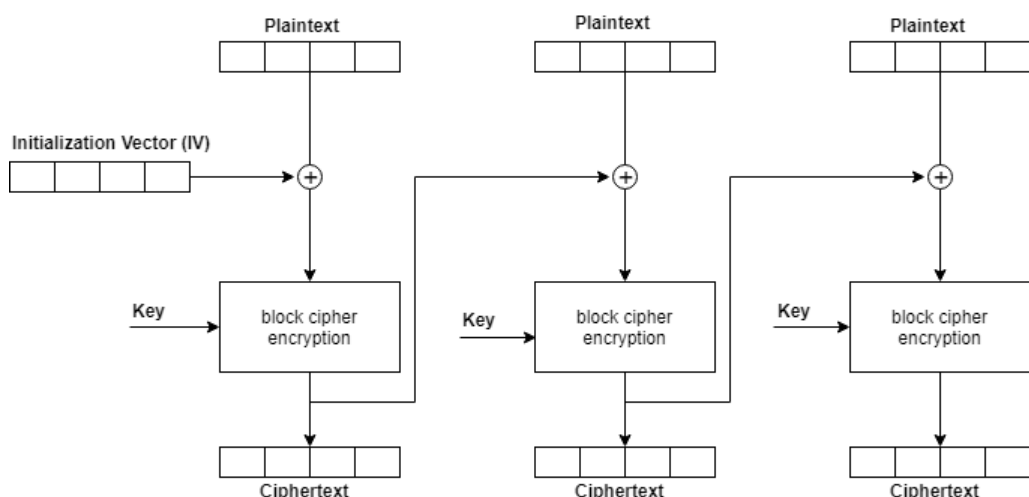 Plaintext
Plaintext
Plaintext
Initialization Vector (IV)
Key
block cipher
encryption
Key
block cipher
encryption
Key
block cipher
encryption
Ciphertext
Ciphertext
Ciphertext